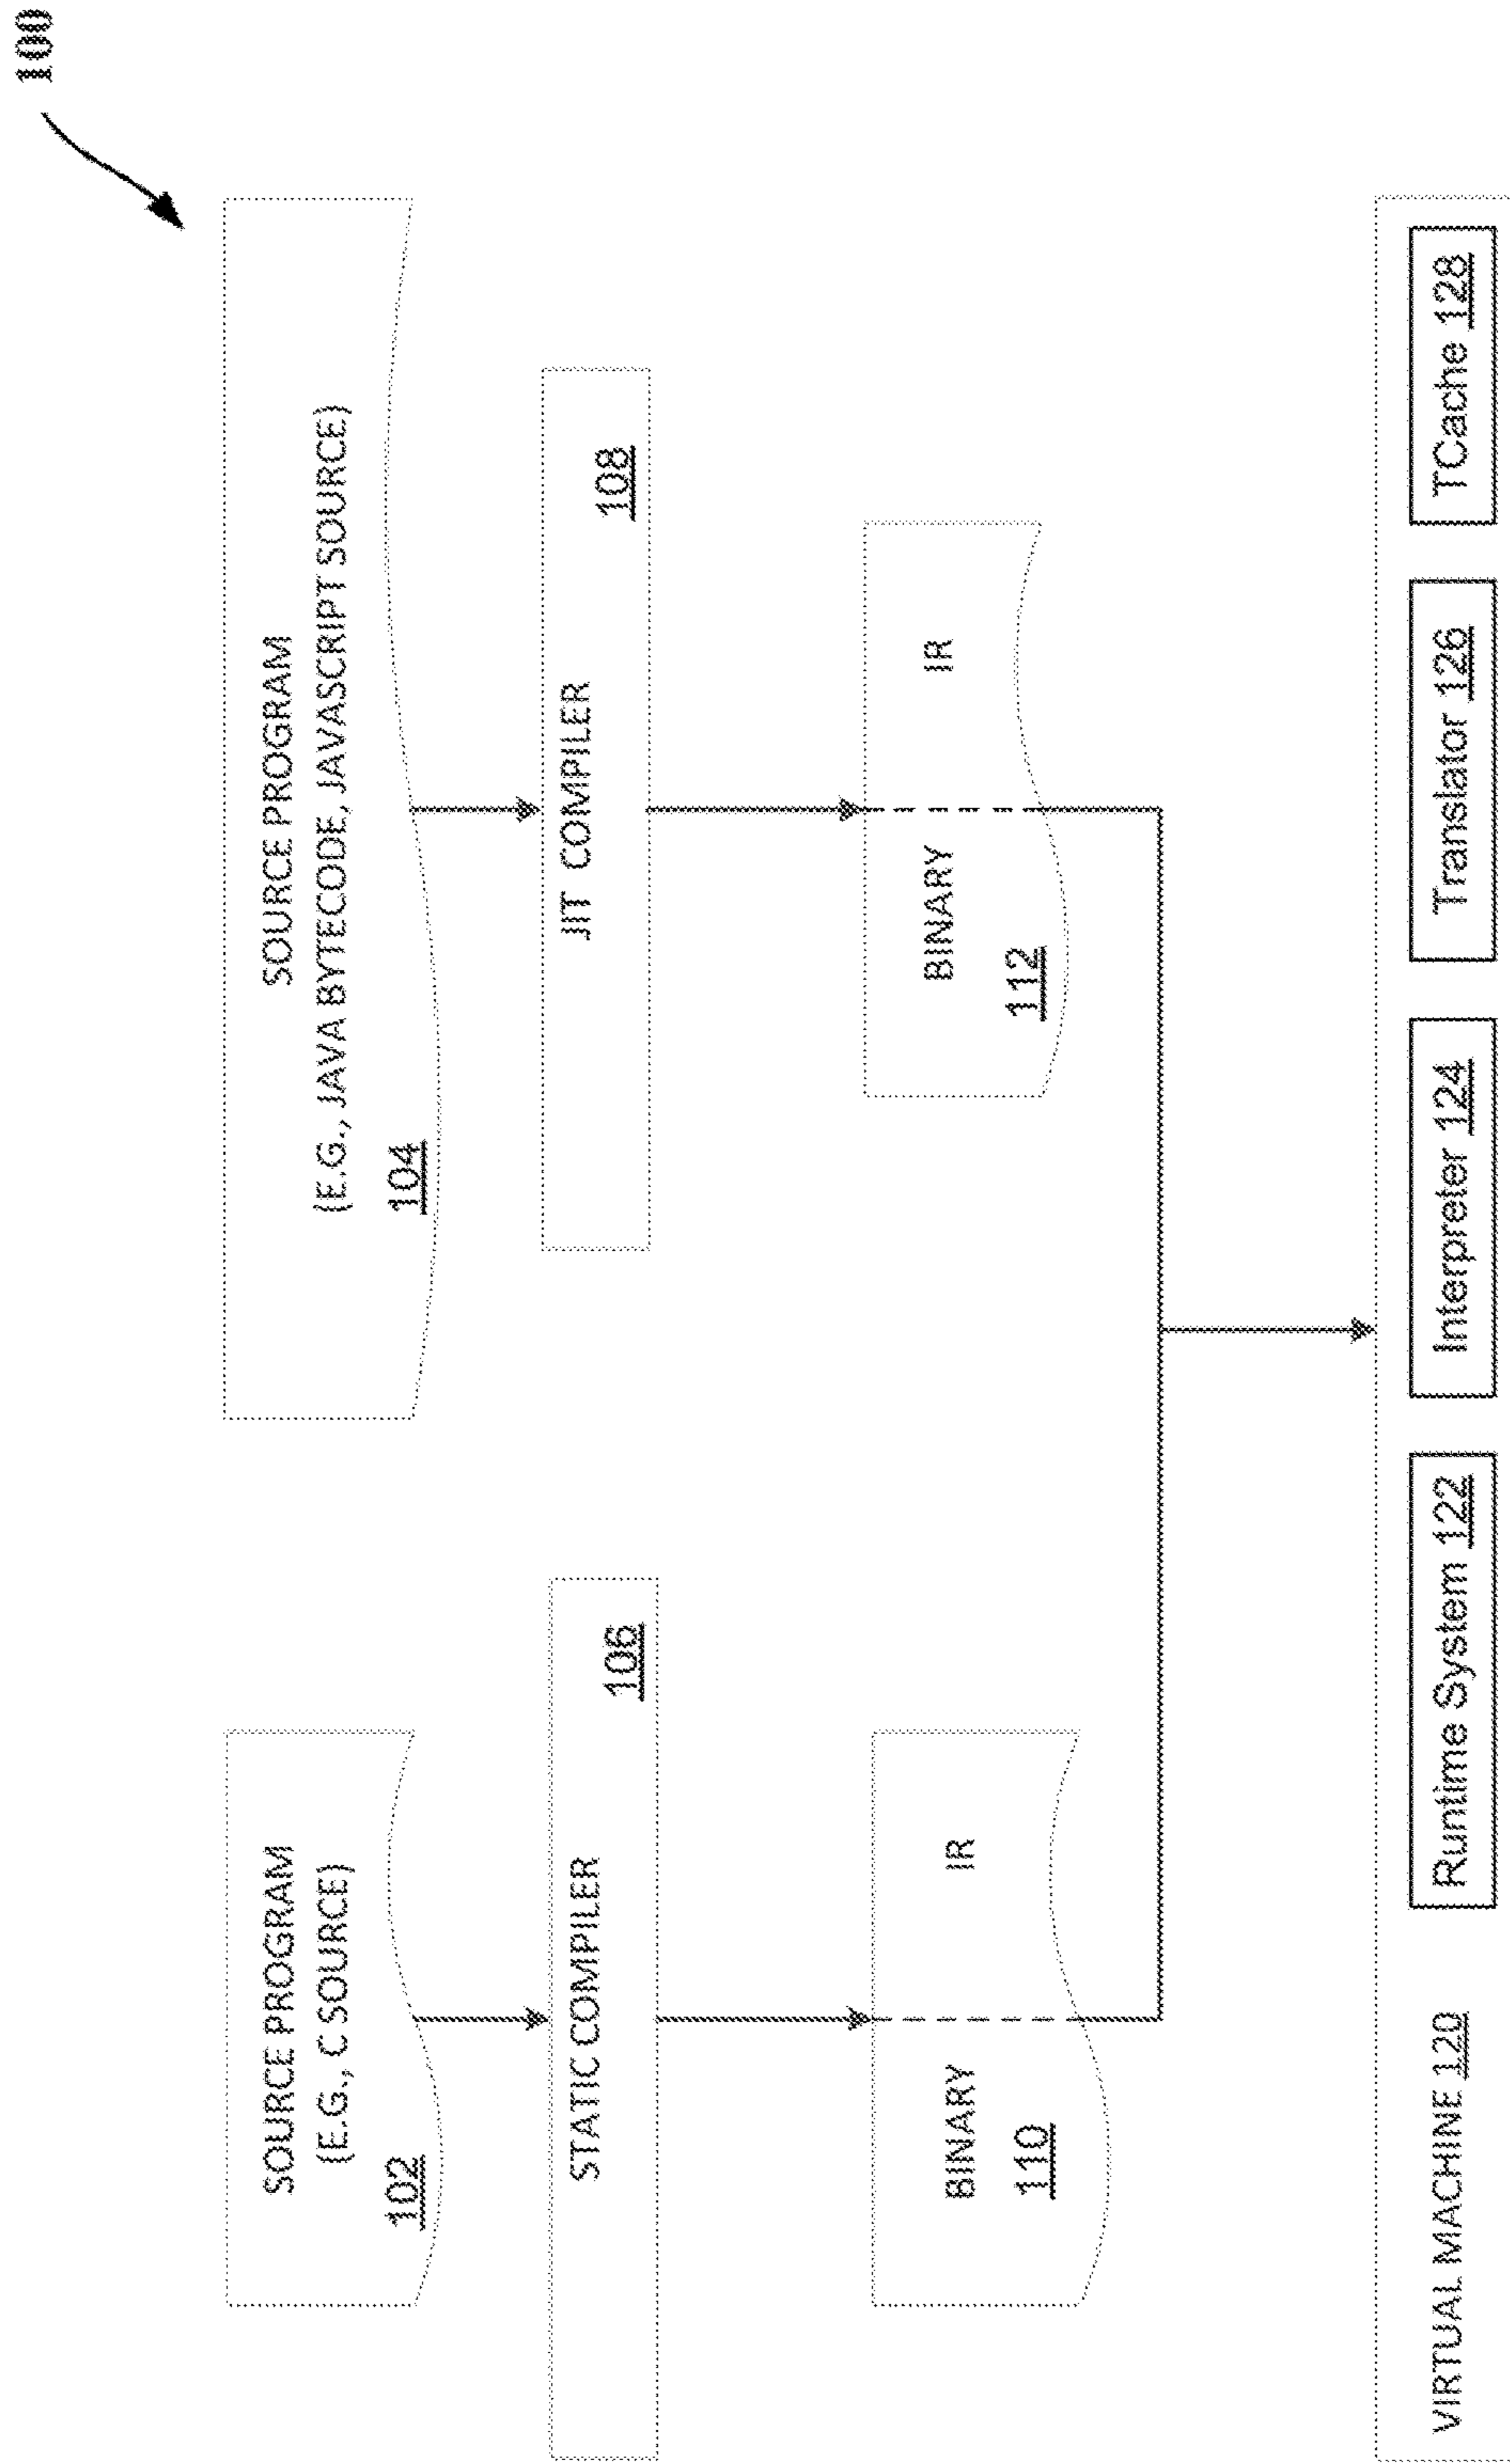 100
SOURCE PROGRAM
(E.G., C SOURCE)
102
SOURCE PROGRAM
(E.G., JAVA BYTECODE, JAVASCRIPT SOURCE)
104
STATIC COMPILER
106
JIT COMPILER
108
BINARY
IR
110
BINARY
IR
112
VIRTUAL MACHINE 120
Runtime System 122
Interpreter 124
Translator 126
TCache 128